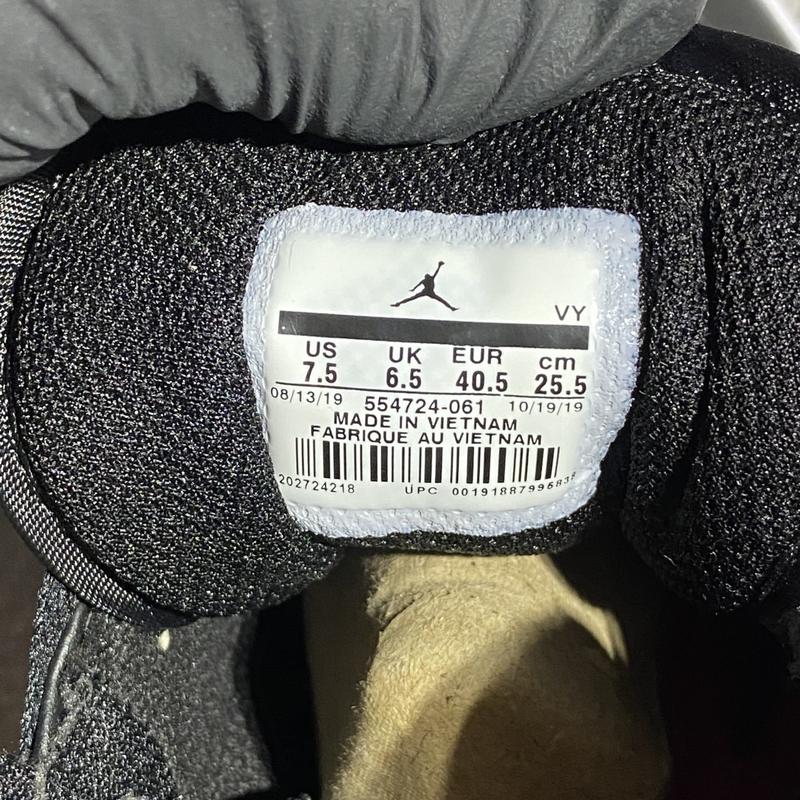 VY
US UK EUR cm
7.5 6.5 40.5 25.5
08/13/19 554724-061 10/19/19
MADE IN VIETNAM
FABRIQUE AU VIETNAM
202724218 UPC 00191887996838